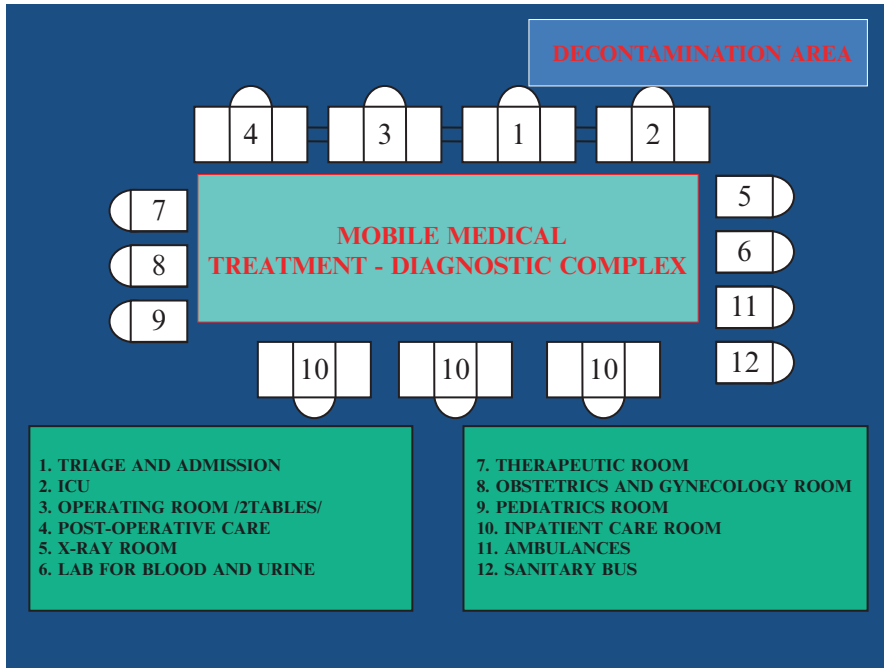 DECONTAMINATION AREA
4 3 1 2
7
8
9
MOBILE MEDICAL
TREATMENT - DIAGNOSTIC COMPLEX
5
6
11
12
10 10 10
1. TRIAGE AND ADMISSION
2. ICU
3. OPERATING ROOM /2TABLES/
4. POST-OPERATIVE CARE
5. X-RAY ROOM
6. LAB FOR BLOOD AND URINE
7. THERAPEUTIC ROOM
8. OBSTETRICS AND GYNECOLOGY ROOM
9. PEDIATRICS ROOM
10. INPATIENT CARE ROOM
11. AMBULANCES
12. SANITARY BUS